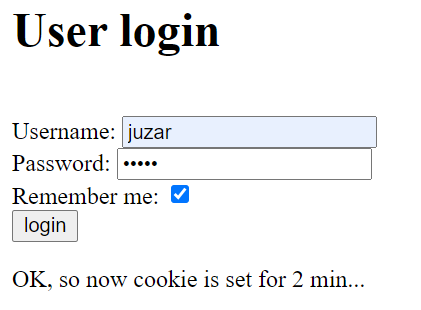 User login
Username: juzar
Password: •••••
Remember me:
login
OK, so now cookie is set for 2 min...